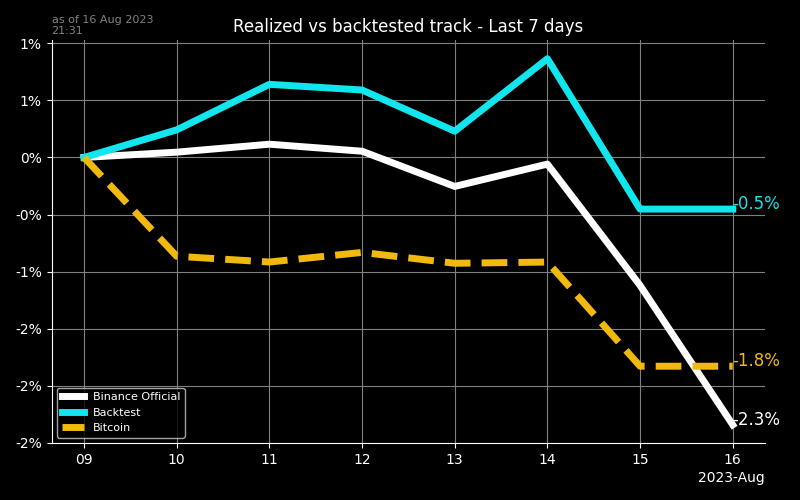 as of 16 Aug 2023
21:31
Realized vs backtested track - Last 7 days
1%
1%
0%
-0%
-1%
-2%
-2%
-2%
-0.5%
-1.8%
-2.3%
Binance Official
Backtest
Bitcoin
09 10 11 12 13 14 15 16
2023-Aug